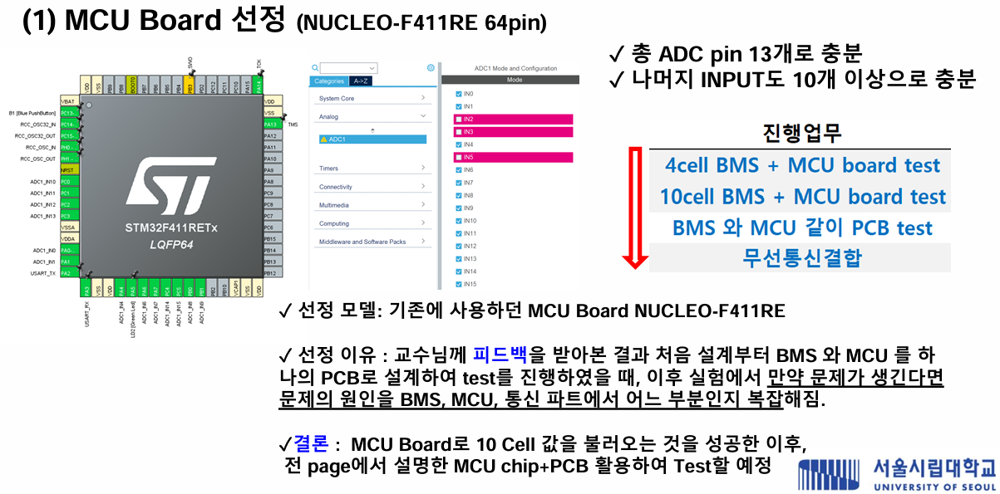 (1) MCU Board 선정 (NUCLEO-F411RE 64pin)
✓ 총 ADC pin 13개로 충분
✓ 나머지 INPUT도 10개 이상으로 충분
SWO
TCK
VDD
VSS
PB9
PB8
BOOT0
PB7
PB6
PB5
PB4
PB3
PD2
PC12
PC11
PC10
PA15
PA14
VBAT
B1 [Blue PushButton] PC13-
RCC_OSC32_IN PC14-
RCC_OSC32_OUT PC15-
RCC_OSC_IN PH0 -
RCC_OSC_OUT PH1 -
NRST
ADC1_IN10 PC0
ADC1_IN11 PC1
ADC1_IN12 PC2
ADC1_IN13 PC3
VSSA
VDDA
ADC1_IN0 PA0-
ADC1_IN1 PA1
USART_TX PA2
ST
STM32F411RETx
LQFP64
VDD
VSS
PA13 TMS
PA12
PA11
PA10
PA9
PA8
PC9
PC8
PC7
PC6
PB15
PB14
PB13
PB12
PA3
VSS
VDD
PA4
PA5
PA6
PA7
PC4
PC5
PB0
PB1
PB2
PB10
VCAP1
VSS
VDD
USART_RX
ADC1_IN4
LD2 [Green Led]
ADC1_IN6
ADC1_IN7
ADC1_IN14
ADC1_IN15
ADC1_IN8
ADC1_IN9
Categories A->Z
System Core
Analog
ADC1
Timers
Connectivity
Multimedia
Computing
Middleware and Software Packs
ADC1 Mode and Configuration
Mode
IN0
IN1
IN2
IN3
IN4
IN5
IN6
IN7
IN8
IN9
IN10
IN11
IN12
IN13
IN14
IN15
진행업무
4cell BMS + MCU board test
10cell BMS + MCU board test
BMS 와 MCU 같이 PCB test
무선통신결합
✓ 선정 모델: 기존에 사용하던 MCU Board NUCLEO-F411RE
✓ 선정 이유 : 교수님께 피드백을 받아본 결과 처음 설계부터 BMS 와 MCU 를 하
나의 PCB로 설계하여 test를 진행하였을 때, 이후 실험에서 만약 문제가 생긴다면
문제의 원인을 BMS, MCU, 통신 파트에서 어느 부분인지 복잡해짐.
✓결론 : MCU Board로 10 Cell 값을 불러오는 것을 성공한 이후,
전 page에서 설명한 MCU chip+PCB 활용하여 Test할 예정
서울시립대학교
UNIVERSITY OF SEOUL